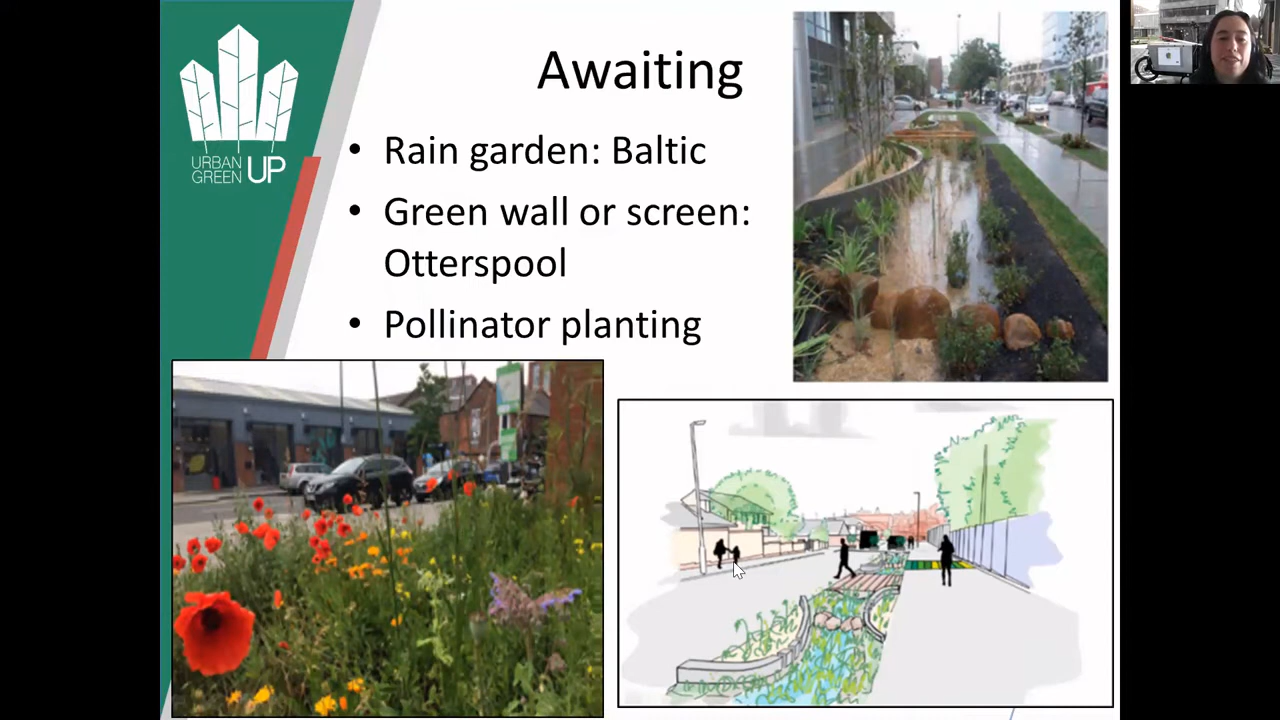 URBAN
GREEN UP
Awaiting
• Rain garden: Baltic
• Green wall or screen:
Otterspool
• Pollinator planting